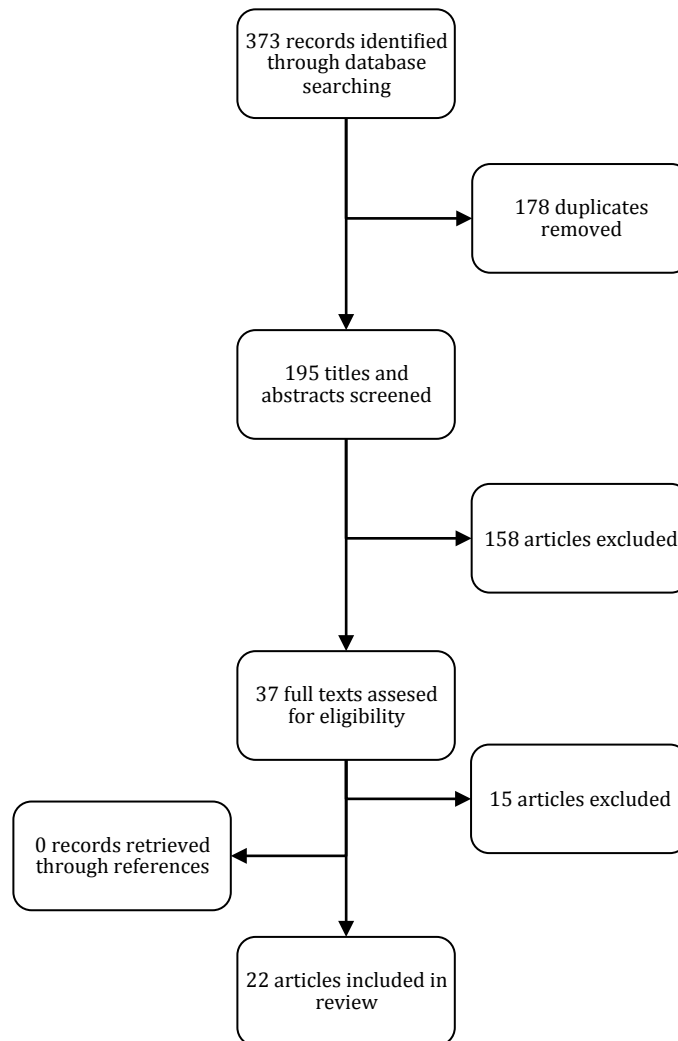 373 records identified
through database
searching
178 duplicates
removed
195 titles and
abstracts screened
158 articles excluded
37 full texts assesed
for eligibility
15 articles excluded
0 records retrieved
through references
22 articles included in
review